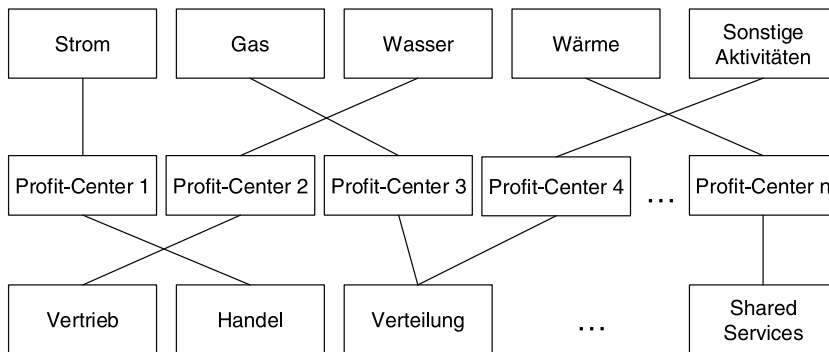 Strom
Gas
Wasser
Wärme
Sonstige
Aktivitäten
Profit-Center 1
Profit-Center 2
Profit-Center 3
Profit-Center 4
...
Profit-Center n
Vertrieb
Handel
Verteilung
...
Shared
Services